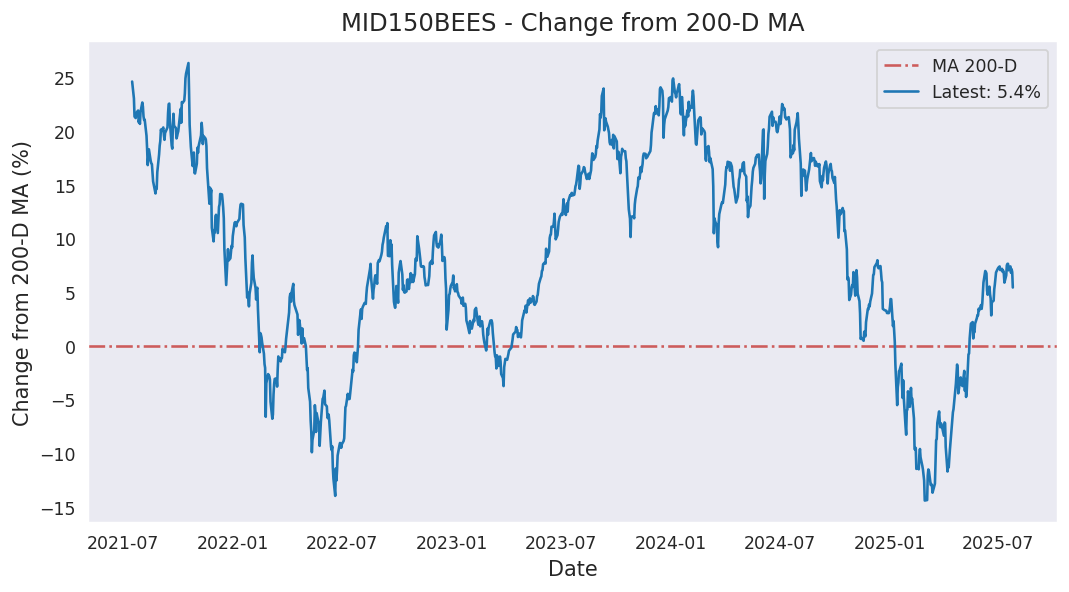 MID150BEES - Change from 200-D MA
MA 200-D
Latest: 5.4%
Change from 200-D MA (%)
25
20
15
10
5
0
−5
−10
−15
2021-07 2022-01 2022-07 2023-01 2023-07 2024-01 2024-07 2025-01 2025-07
Date